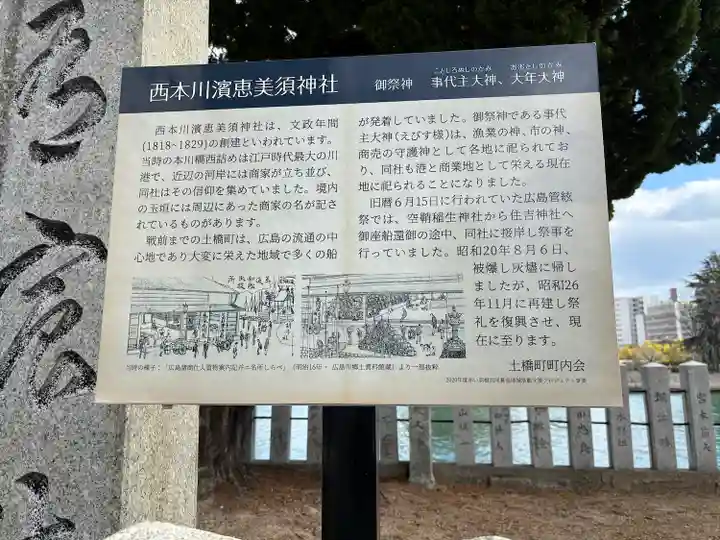 西本川濱恵美須神社
御祭神 事代主大神、大年大神
ことしろぬしのかみ おおとしのかみ
西本川濱恵美須神社は、文政年間
(1818~1829)の創建といわれています。
当時の本川橋西詰めは江戸時代最大の川
港で、近辺の河岸には商家が立ち並び、
同社はその信仰を集めていました。境内
の玉垣には周辺にあった商家の名が記さ
れているものがあります。
戦前までの土橋町は、広島の流通の中
心地であり大変に栄えた地域で多くの船
が発着していました。御祭神である事代
主大神(えびす様)は、漁業の神、市の神、
商売の守護神として各地に祀られてお
り、同社も港と商業地として栄える現在
地に祀られることになりました。
旧暦6月15日に行われていた広島管絃
祭では、空鞘稲生神社から住吉神社へ
御座船還御の途中、同社に接岸し祭事を
行っていました。昭和20年8月6日、
被爆し灰燼に帰し
ましたが、昭和26
年11月に再建し祭
礼を復興させ、現
在に至ります。
土橋町町内会